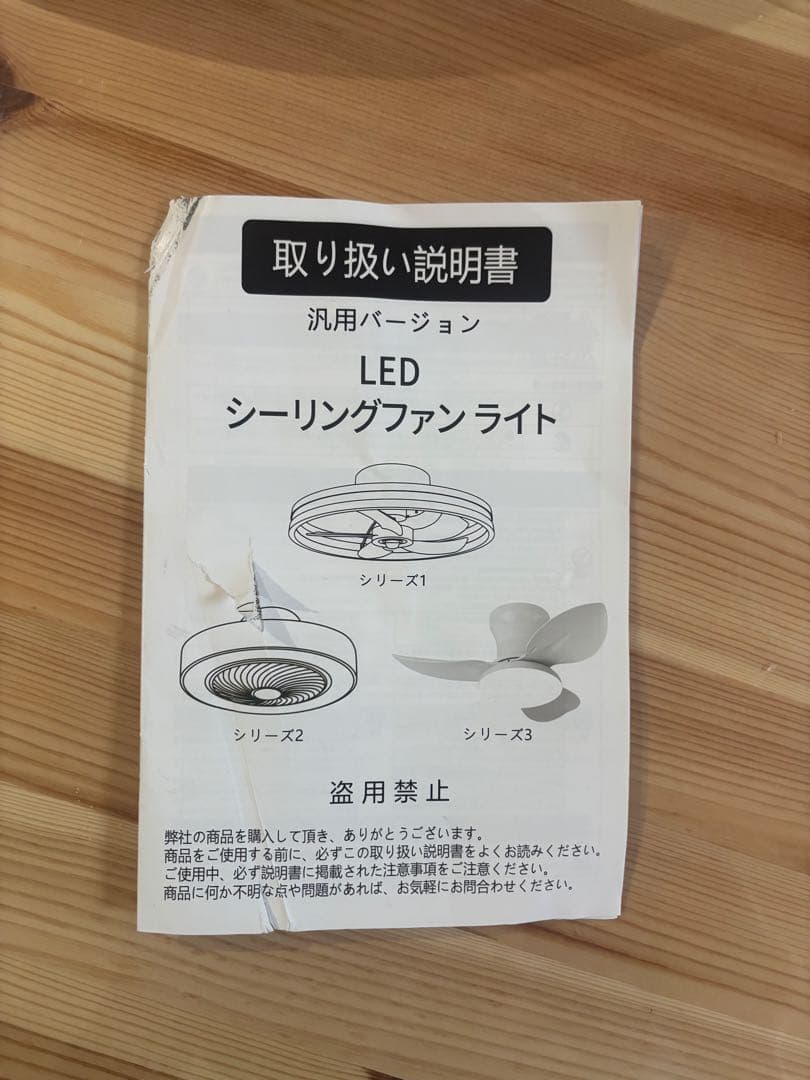 取り扱い説明書
汎用バージョン
LED
シーリングファン ライト
シリーズ1
シリーズ2
シリーズ3
盗用禁止
弊社の商品を購入して頂き、ありがとうございます。
商品をご使用する前に、必ずこの取り扱い説明書をよくお読みください。
ご使用中、必ず説明書に掲載された注意事項をご注意ください。
商品に何か不明な点や問題があれば、お気軽にお問合わせください。